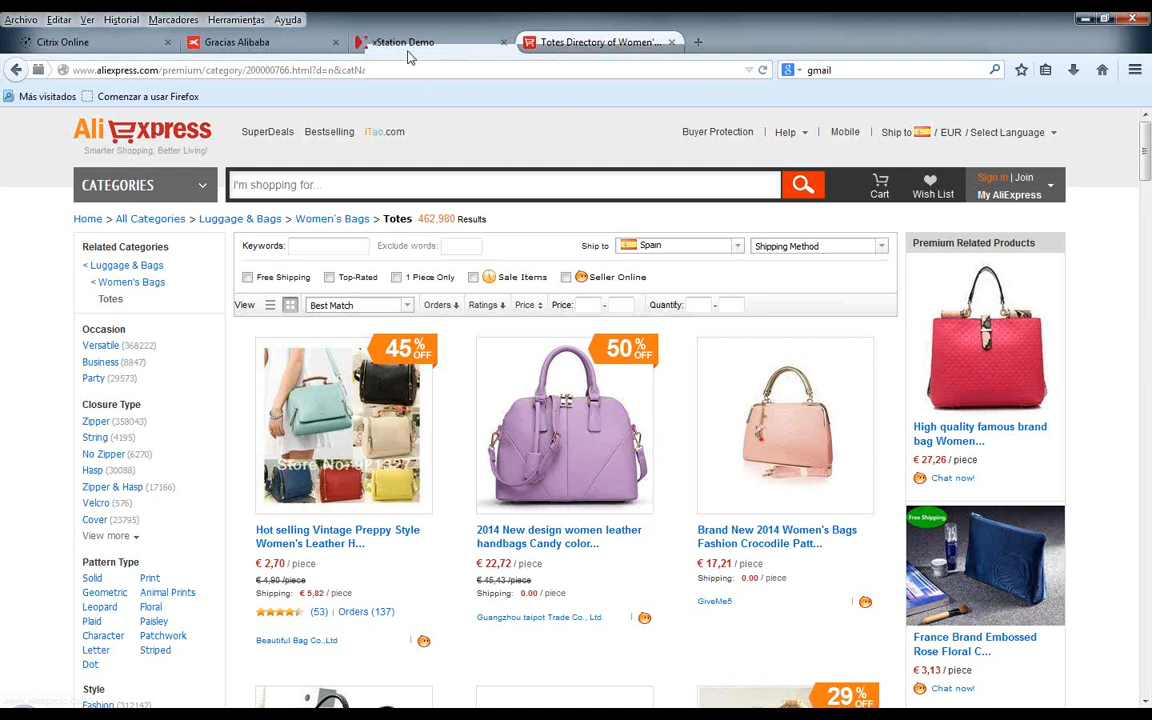 Archivo Editar Ver Historial Marcadores Herramientas Ayuda
Citrix Online
Gracias Alibaba
xStation Demo
Totes Directory of Women'...
www.aliexpress.com/premium/category/200000766.html?d=n&catNa
gmail
Más visitados
Comenzar a usar Firefox
AliExpress
Smarter Shopping, Better Living!
SuperDeals Bestselling iTao.com
Buyer Protection | Help | Mobile | Ship to / EUR / Select Language
CATEGORIES
I'm shopping for...
Cart
Wish List
Sign in | Join
My AliExpress
Home > All Categories > Luggage & Bags > Women's Bags > Totes 462,980 Results
Related Categories
< Luggage & Bags
< Women's Bags
Totes
Occasion
Versatile (368222)
Business (8847)
Party (29573)
Closure Type
Zipper (358043)
String (4195)
No Zipper (6270)
Hasp (30088)
Zipper & Hasp (17166)
Velcro (576)
Cover (23795)
View more
Pattern Type
Solid Print
Geometric Animal Prints
Leopard Floral
Plaid Paisley
Character Patchwork
Letter Striped
Dot
Style
Fashion (312142)
Keywords:
Exclude words:
Ship to Spain
Shipping Method
Free Shipping
Top-Rated
1 Piece Only
Sale Items
Seller Online
View
Best Match
Orders
Ratings
Price
Price: -
Quantity: -
45% OFF
Store No: 921327
Hot selling Vintage Preppy Style
Women's Leather H...
€ 2,70 / piece
€ 4,90 /piece
Shipping: € 5,82 / piece
(53) Orders (137)
Beautiful Bag Co.,Ltd
50% OFF
2014 New design women leather
handbags Candy color...
€ 22,72 / piece
€ 45,43 /piece
Shipping: 0.00 / piece
Guangzhou taipot Trade Co., Ltd.
Brand New 2014 Women's Bags
Fashion Crocodile Patt...
€ 17,21 / piece
Shipping: 0.00 / piece
GiveMe5
29% OFF
Premium Related Products
High quality famous brand
bag Women...
€ 27,26 / piece
Chat now!
Free Shipping
France Brand Embossed
Rose Floral C...
€ 3,13 / piece
Chat now!